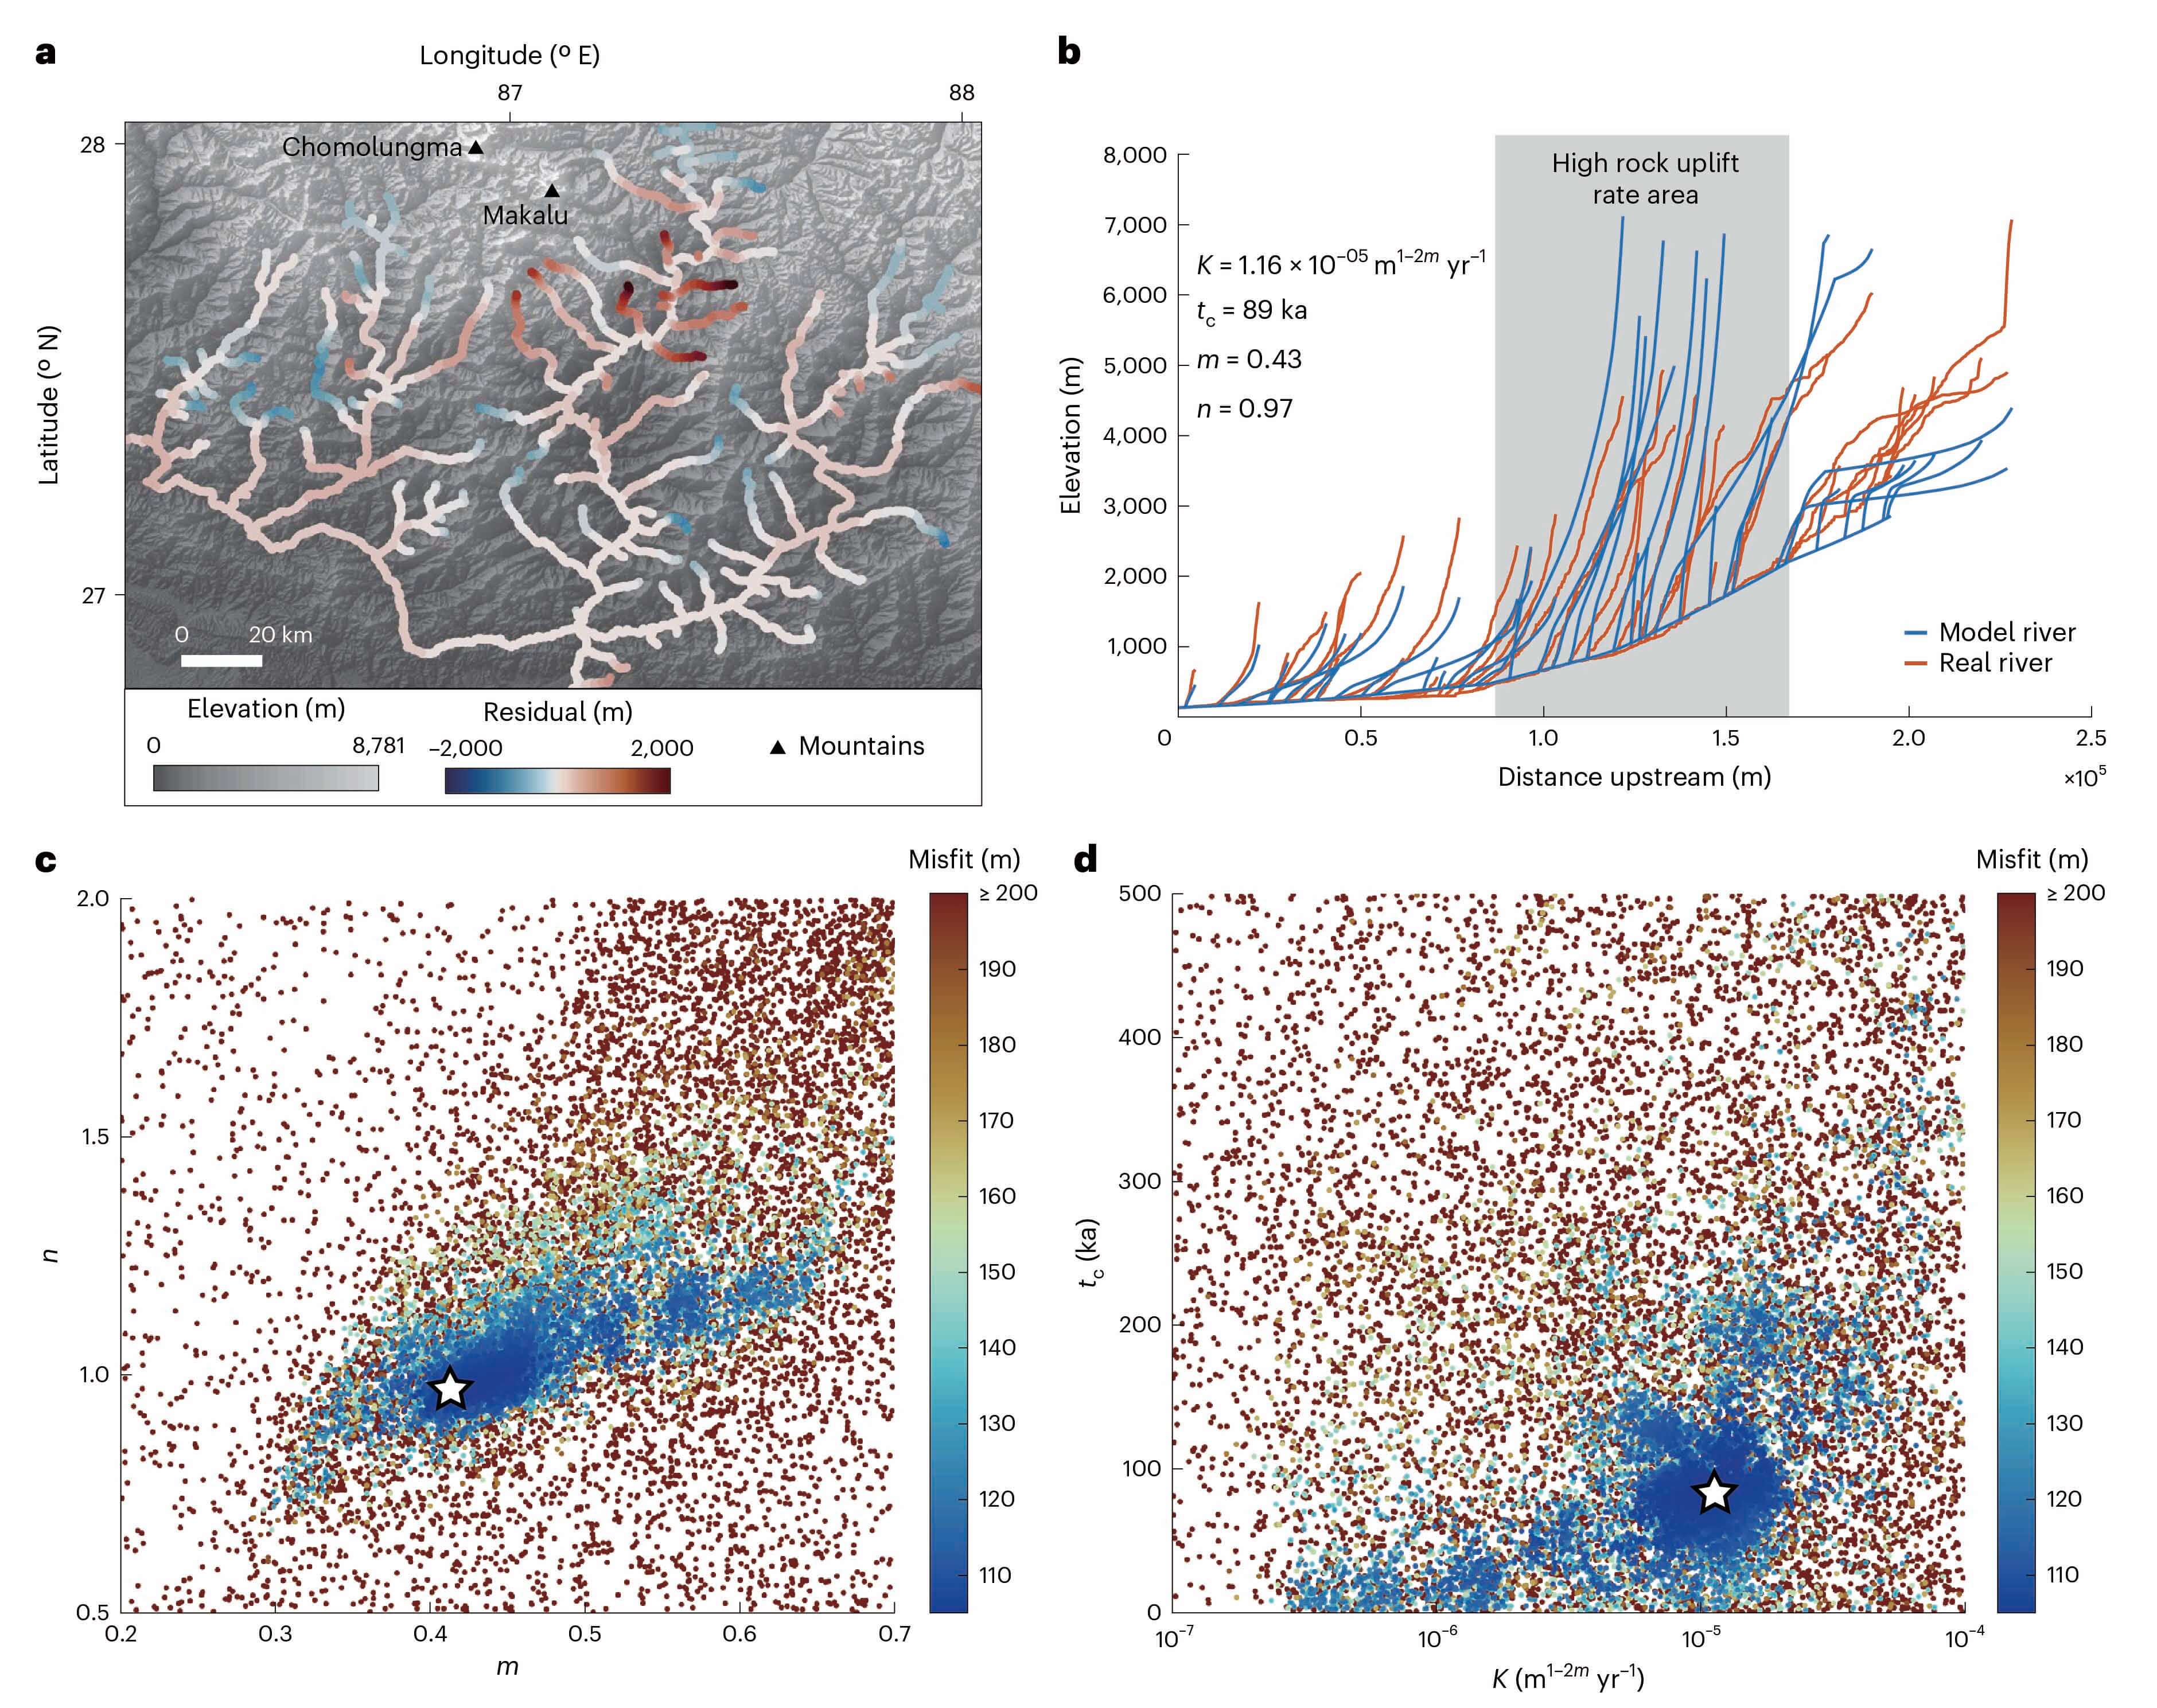 a
Longitude (º E)
87
88
28
Chomolungma
Makalu
Latitude (º N)
27
0 20 km
Elevation (m)
0 8,781
Residual (m)
–2,000 2,000
Mountains
b
8,000
7,000
6,000
5,000
4,000
3,000
2,000
1,000
0
Elevation (m)
High rock uplift
rate area
K = 1.16 × 10⁻⁰⁵ m¹⁻²ᵐ yr⁻¹
t꜀ = 89 ka
m = 0.43
n = 0.97
Model river
Real river
0.5
1.0
1.5
2.0
2.5
Distance upstream (m)
×10⁵
c
2.0
1.5
1.0
0.5
n
0.2
0.3
0.4
0.5
0.6
0.7
m
Misfit (m)
≥ 200
190
180
170
160
150
140
130
120
110
d
500
400
300
200
100
0
t꜀ (ka)
10⁻⁷
10⁻⁶
10⁻⁵
10⁻⁴
K (m¹⁻²ᵐ yr⁻¹)
Misfit (m)
≥ 200
190
180
170
160
150
140
130
120
110